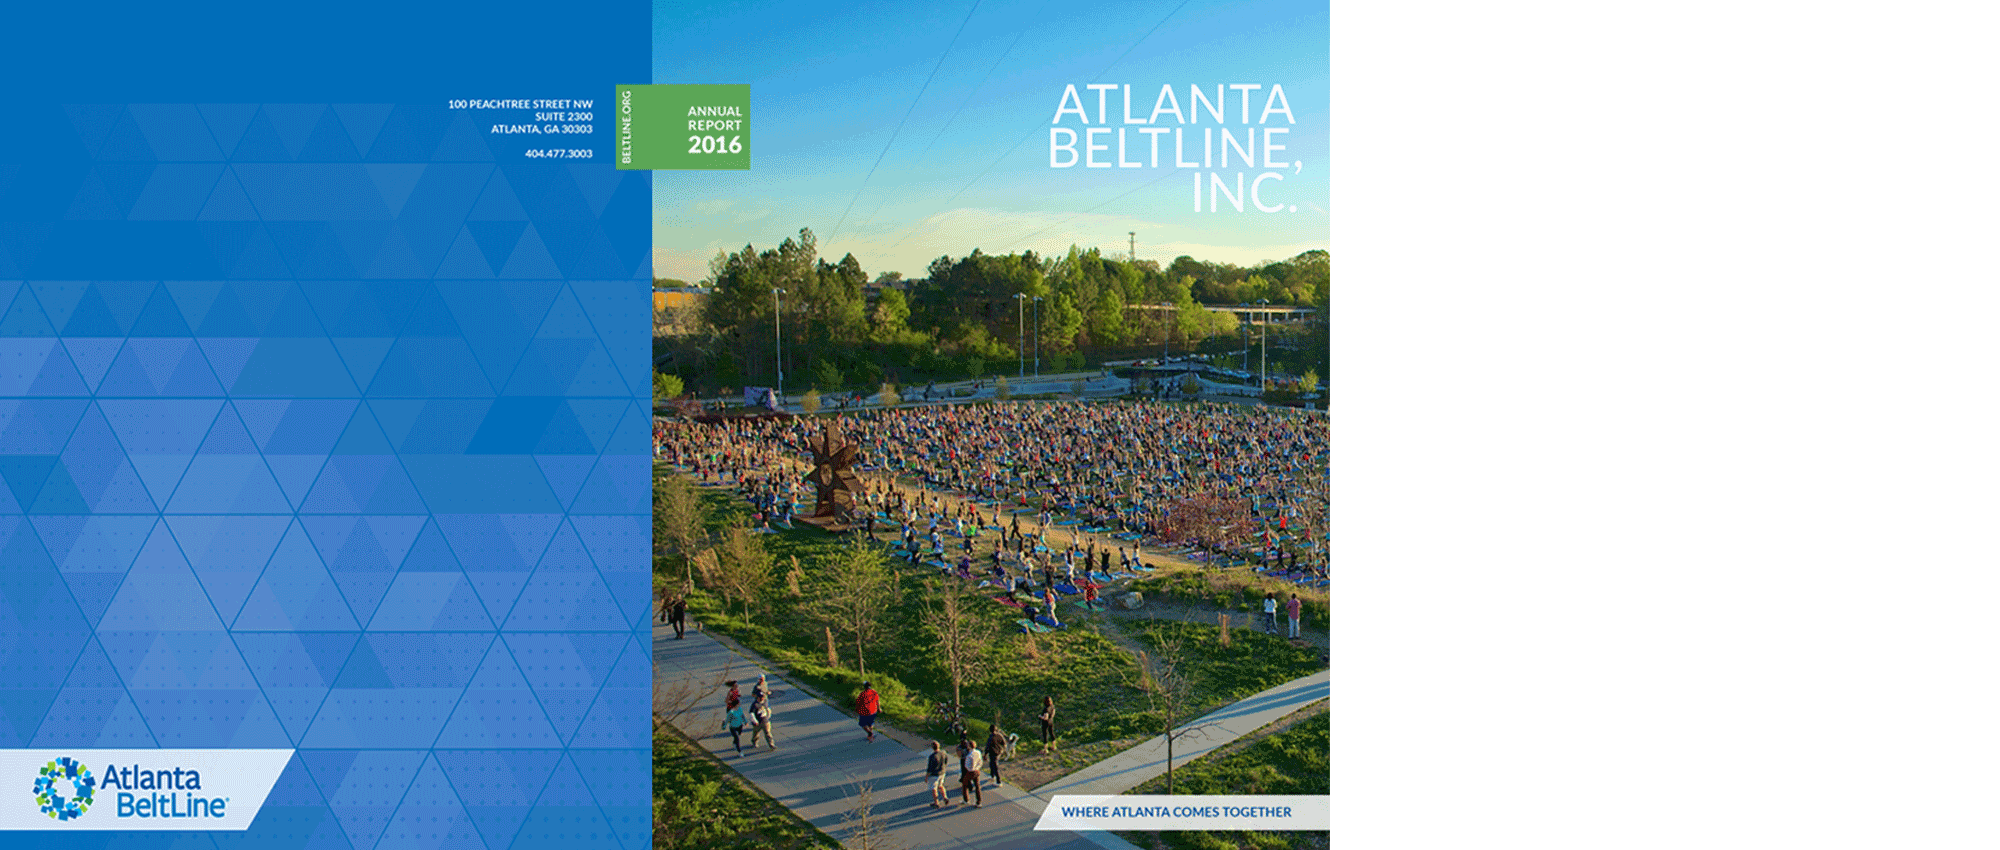 100 PEACHTREE STREET NW
SUITE 2300
ATLANTA, GA 30303
404.477.3003
BELTLINE.ORG
ANNUAL
REPORT
2016
ATLANTA
BELTLINE,
INC.
Atlanta
BeltLine®
WHERE ATLANTA COMES TOGETHER